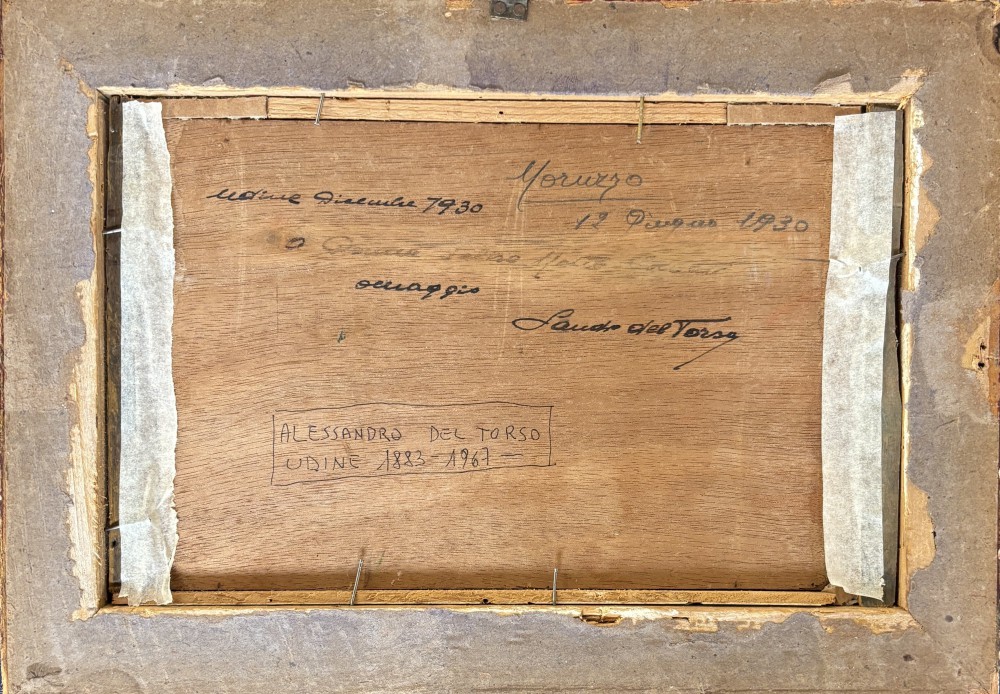 Moruzzo
12 Giugno 1930
Udine Dicembre 1930
a
omaggio
Sandro del Torso
ALESSANDRO DEL TORSO
UDINE 1883-1967-